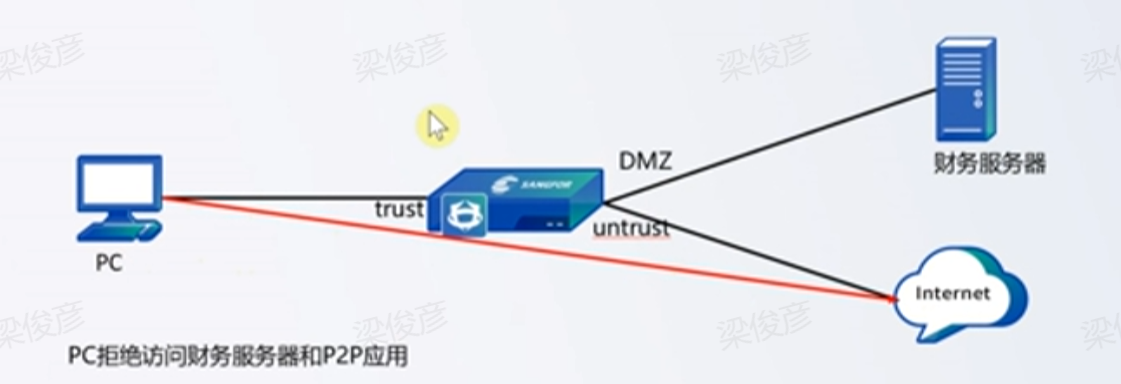 梁俊彦 梁俊彦 梁俊彦 梁俊彦
SANGFOR
DMZ
财务服务器
trust
untrust
PC
Internet
梁俊彦 梁俊彦 梁俊彦 梁俊彦
PC拒绝访问财务服务器和P2P应用